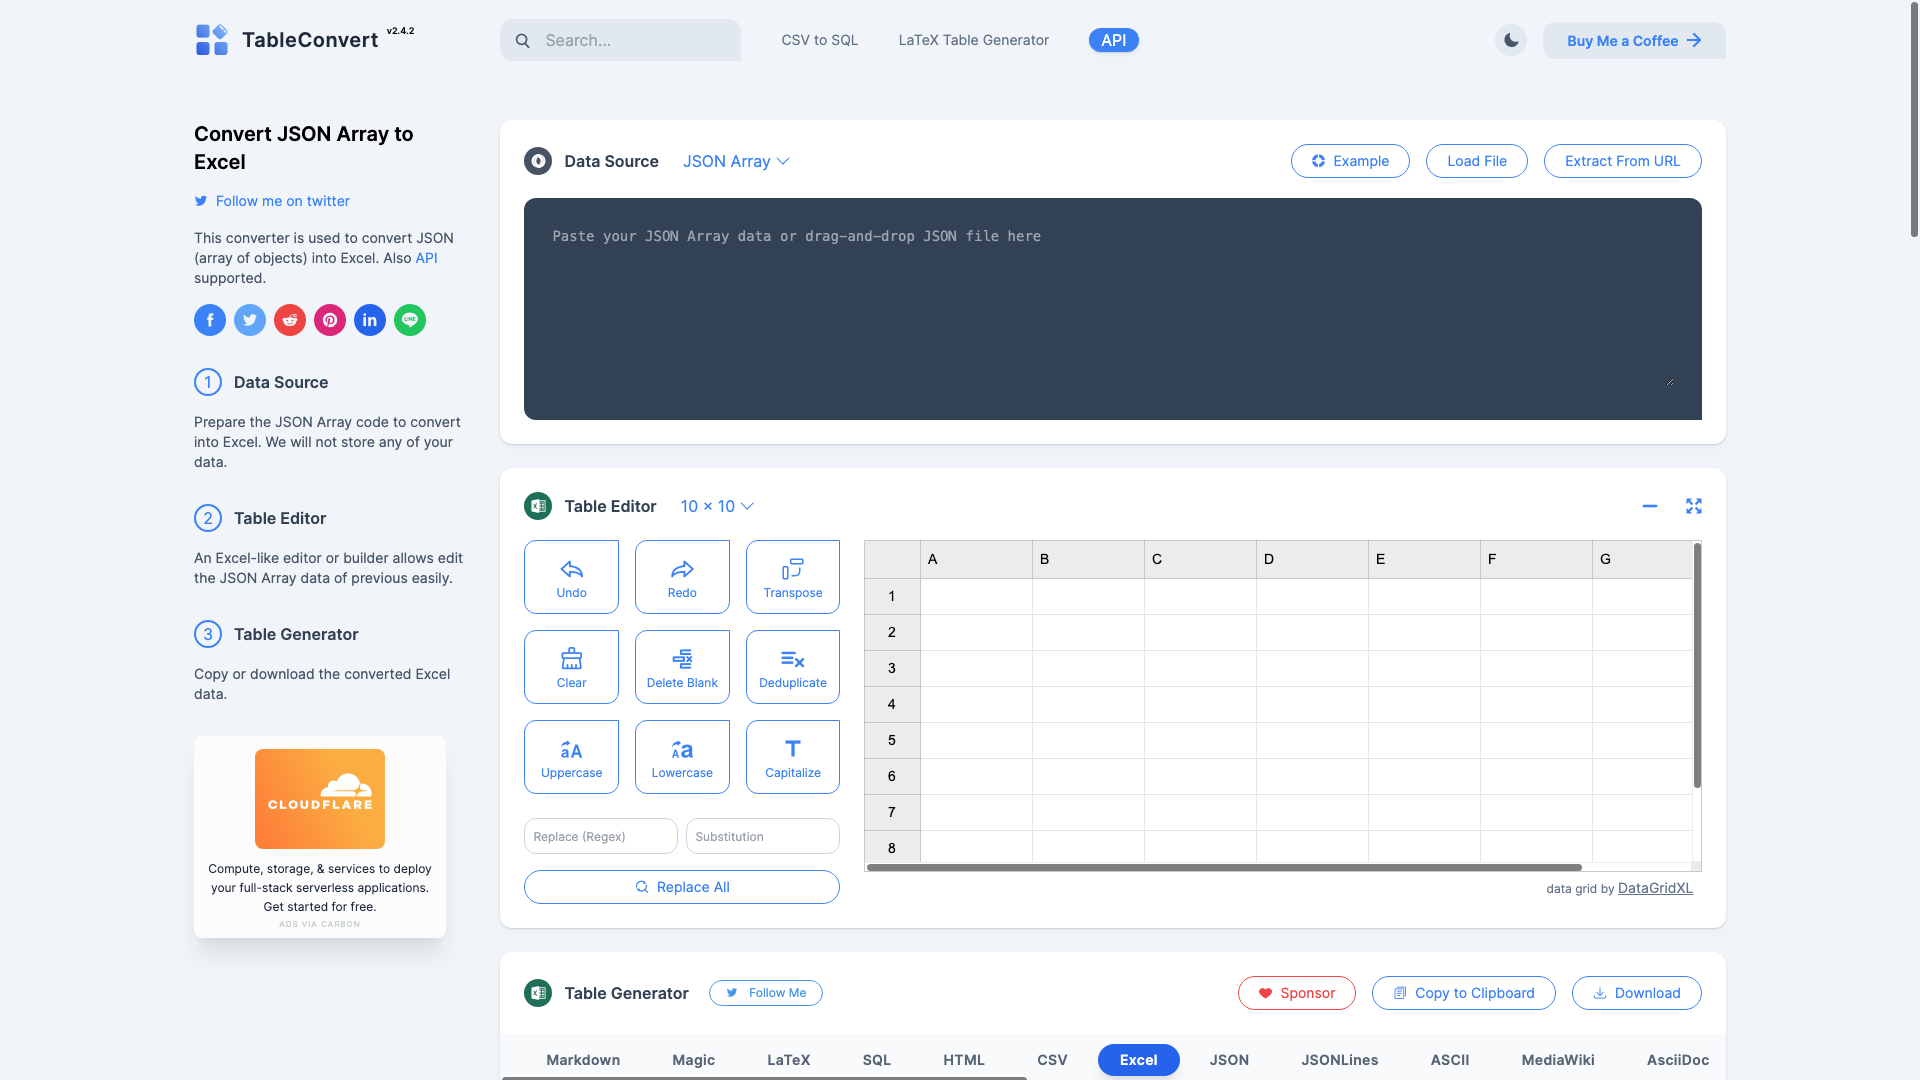 TableConvert v2.4.2
Search...
CSV to SQL
LaTeX Table Generator
API
Buy Me a Coffee
Convert JSON Array to
Excel
Follow me on twitter
This converter is used to convert JSON
(array of objects) into Excel. Also API
supported.
LINE
1 Data Source
Prepare the JSON Array code to convert
into Excel. We will not store any of your
data.
2 Table Editor
An Excel-like editor or builder allows edit
the JSON Array data of previous easily.
3 Table Generator
Copy or download the converted Excel
data.
CLOUDFLARE
Compute, storage, & services to deploy
your full-stack serverless applications.
Get started for free.
ADS VIA CARBON
Data Source JSON Array
Example
Load File
Extract From URL
Paste your JSON Array data or drag-and-drop JSON file here
Table Editor 10 × 10
Undo
Redo
Transpose
Clear
Delete Blank
Deduplicate
Uppercase
Lowercase
Capitalize
Replace (Regex)
Substitution
Replace All
A B C D E F G
1
2
3
4
5
6
7
8
data grid by DataGridXL
Table Generator
Follow Me
Sponsor
Copy to Clipboard
Download
Markdown Magic LaTeX SQL HTML CSV Excel JSON JSONLines ASCII MediaWiki AsciiDoc